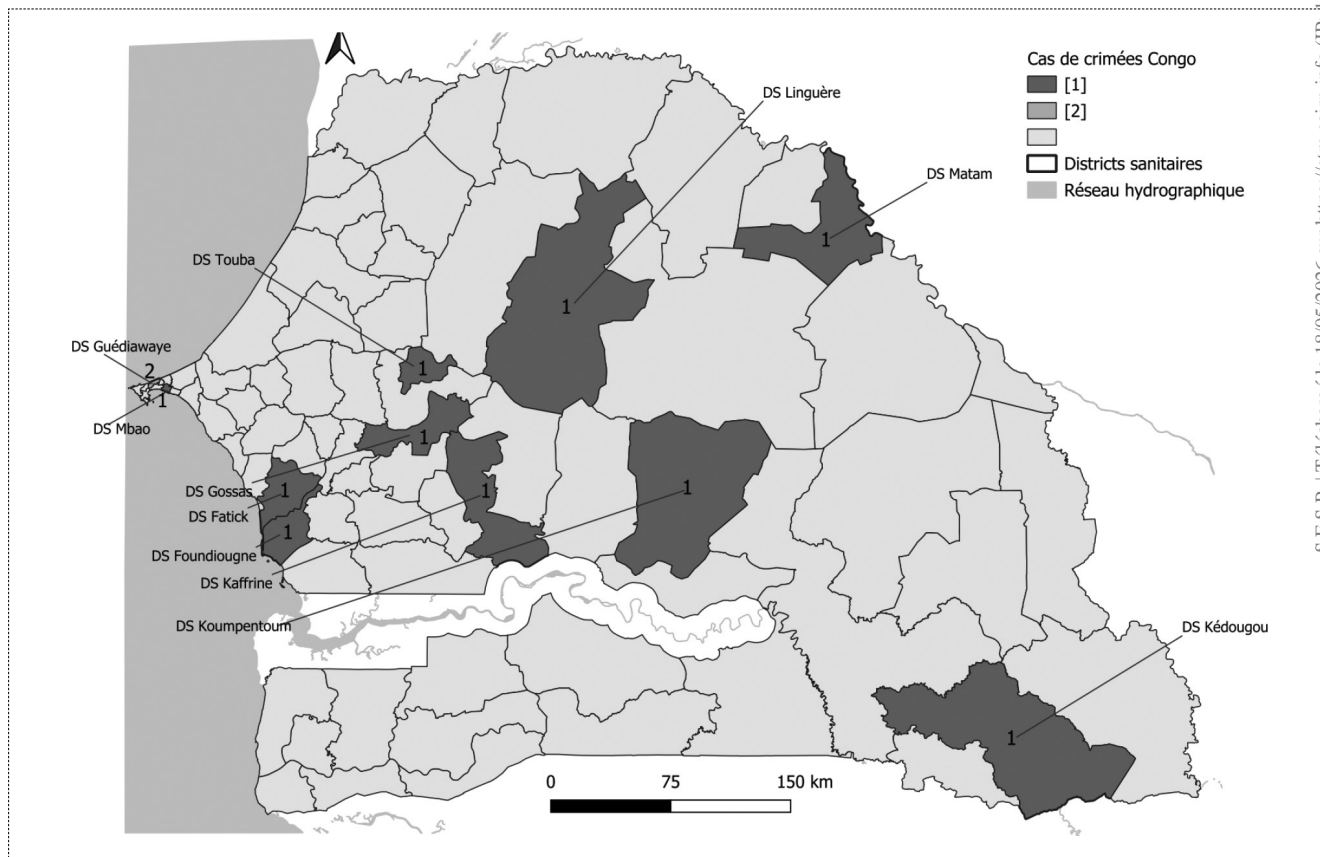 Cas de crimées Congo
[1]
[2]
Districts sanitaires
Réseau hydrographique
DS Linguère
DS Matam
1
DS Touba
1
1
DS Guédiawaye
2
1
DS Mbao
1
1
DS Gossas
1
1
1
DS Fatick
1
DS Foundiougne
DS Kaffrine
DS Koumpentoum
DS Kédougou
1
0 75 150 km